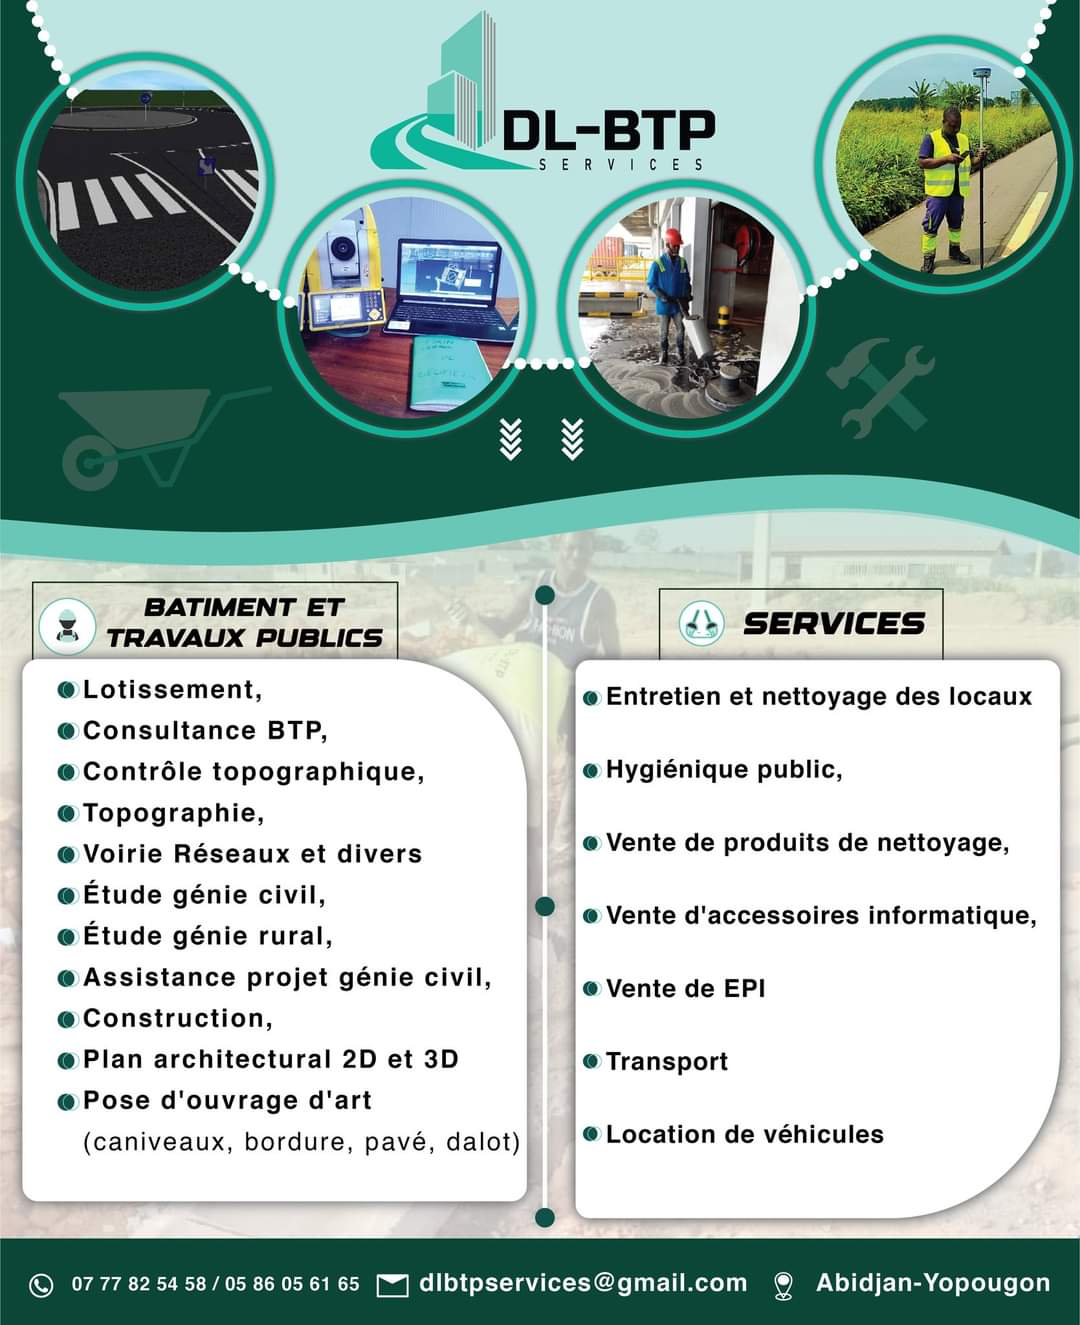 DL-BTP
SERVICES
BATIMENT ET
TRAVAUX PUBLICS
Lotissement,
Consultance BTP,
Contrôle topographique,
Topographie,
Voirie Réseaux et divers
Étude génie civil,
Étude génie rural,
Assistance projet génie civil,
Construction,
Plan architectural 2D et 3D
Pose d'ouvrage d'art
(caniveaux, bordure, pavé, dalot)
SERVICES
Entretien et nettoyage des locaux
Hygiénique public,
Vente de produits de nettoyage,
Vente d'accessoires informatique,
Vente de EPI
Transport
Location de véhicules
07 77 82 54 58 / 05 86 05 61 65
dlbtpservices@gmail.com
Abidjan-Yopougon